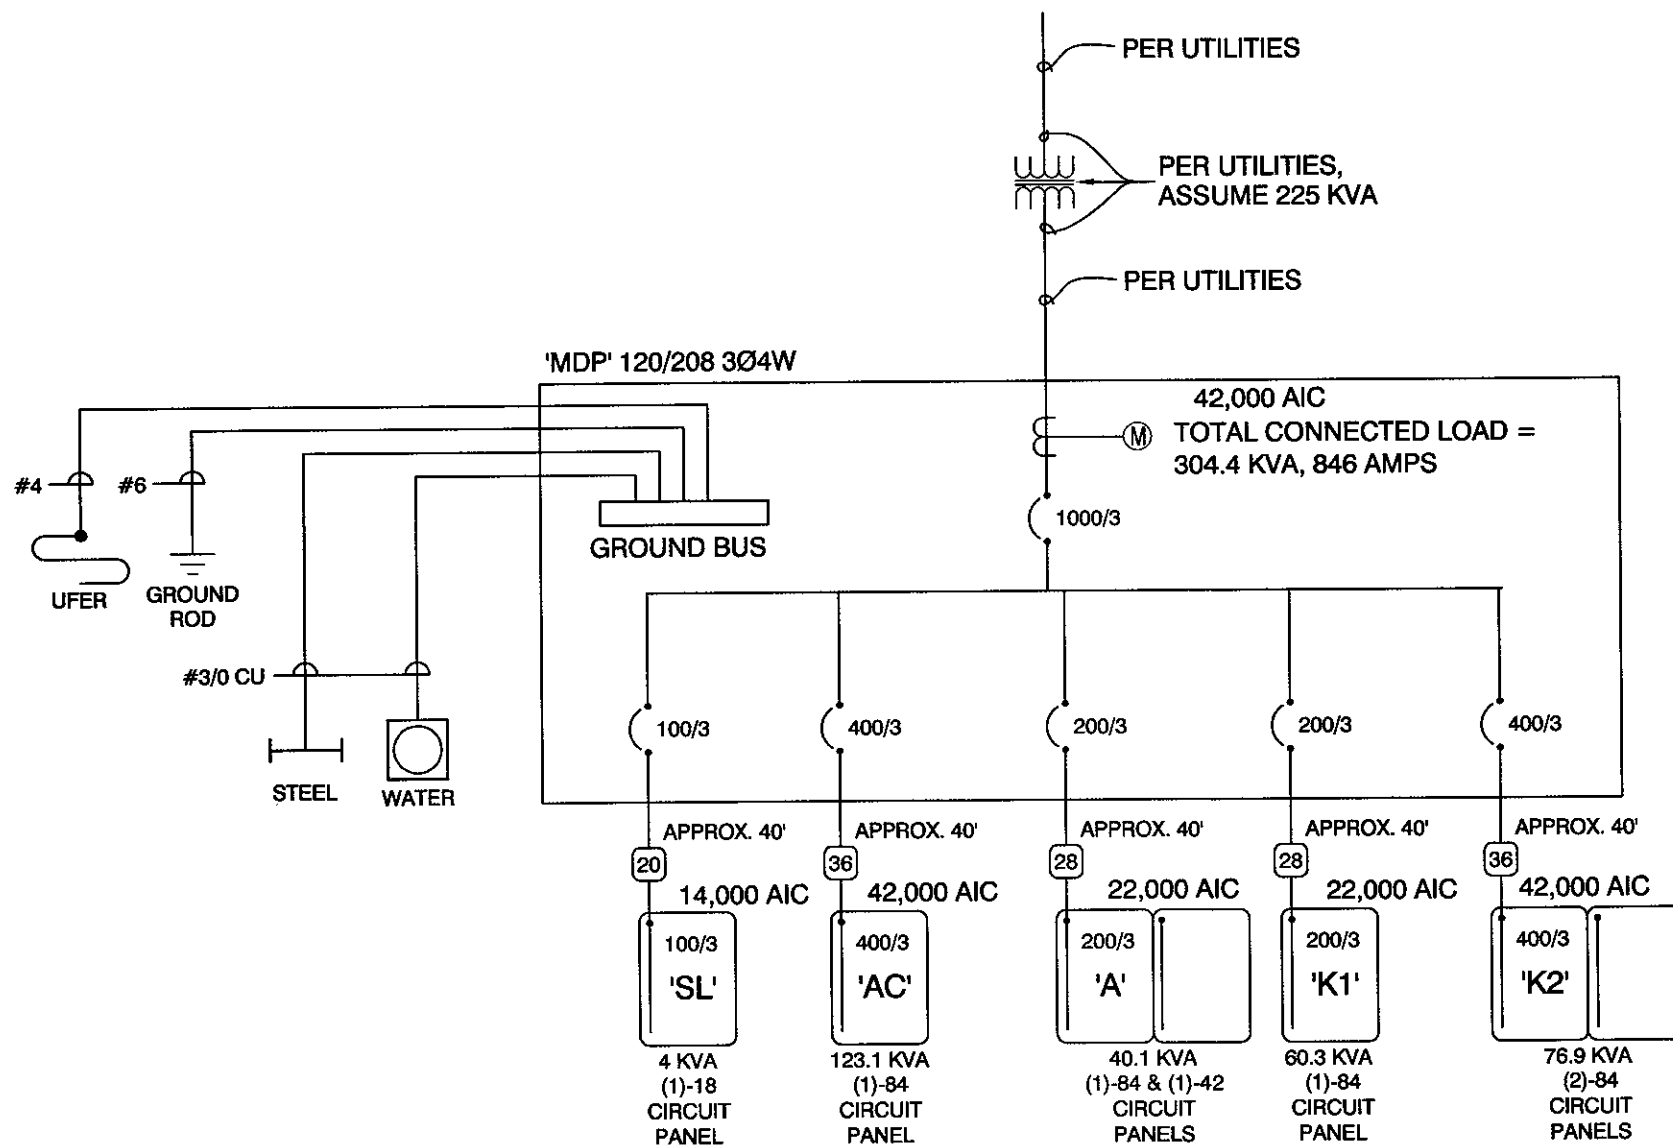 PER UTILITIES
PER UTILITIES,
ASSUME 225 KVA
PER UTILITIES
'MDP' 120/208 3Ø4W
42,000 AIC
M
TOTAL CONNECTED LOAD =
304.4 KVA, 846 AMPS
#4
#6
1000/3
GROUND BUS
UFER
GROUND
ROD
#3/0 CU
STEEL
WATER
100/3
400/3
200/3
200/3
400/3
APPROX. 40'
APPROX. 40'
APPROX. 40'
APPROX. 40'
APPROX. 40'
20
36
28
28
36
14,000 AIC
42,000 AIC
22,000 AIC
22,000 AIC
42,000 AIC
100/3
'SL'
400/3
'AC'
200/3
'A'
200/3
'K1'
400/3
'K2'
4 KVA
(1)-18
CIRCUIT
PANEL
123.1 KVA
(1)-84
CIRCUIT
PANEL
40.1 KVA
(1)-84 & (1)-42
CIRCUIT
PANELS
60.3 KVA
(1)-84
CIRCUIT
PANEL
76.9 KVA
(2)-84
CIRCUIT
PANELS